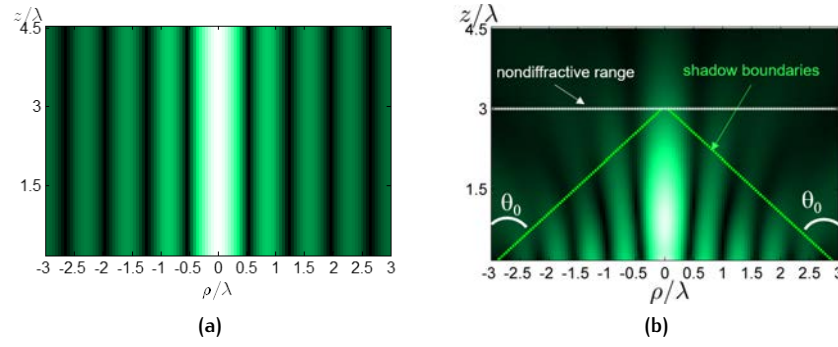 z/λ
4.5
3
1.5
-3 -2.5 -2 -1.5 -1 -0.5 0 0.5 1 1.5 2 2.5 3
ρ/λ
(a)
z/λ
4.5
nondiffractive range
shadow boundaries
3
1.5
θ0
θ0
-3 -2.5 -2 -1.5 -1 -0.5 0 0.5 1 1.5 2 2.5 3
ρ/λ
(b)